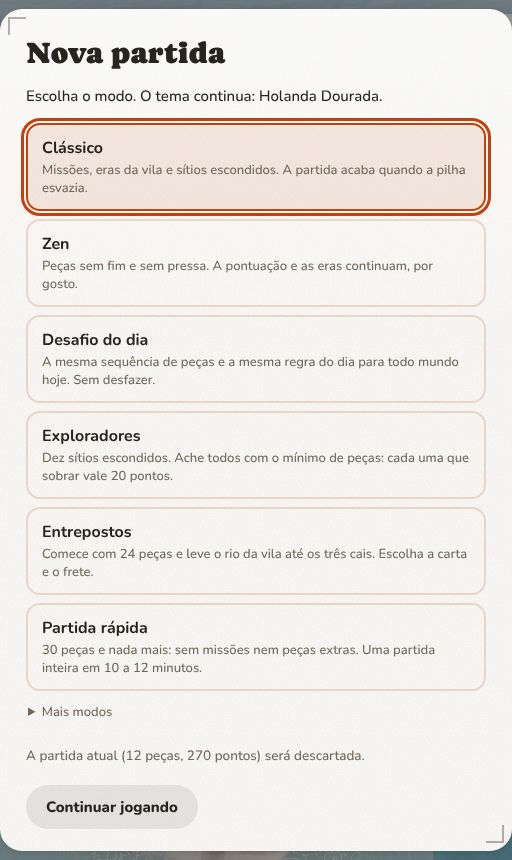 Nova partida
Escolha o modo. O tema continua: Holanda Dourada.
Clássico
Missões, eras da vila e sítios escondidos. A partida acaba quando a pilha
esvazia.
Zen
Peças sem fim e sem pressa. A pontuação e as eras continuam, por
gosto.
Desafio do dia
A mesma sequência de peças e a mesma regra do dia para todo mundo
hoje. Sem desfazer.
Exploradores
Dez sítios escondidos. Ache todos com o mínimo de peças: cada uma que
sobrar vale 20 pontos.
Entrepostos
Comece com 24 peças e leve o rio da vila até os três cais. Escolha a carta
e o frete.
Partida rápida
30 peças e nada mais: sem missões nem peças extras. Uma partida
inteira em 10 a 12 minutos.
Mais modos
A partida atual (12 peças, 270 pontos) será descartada.
Continuar jogando